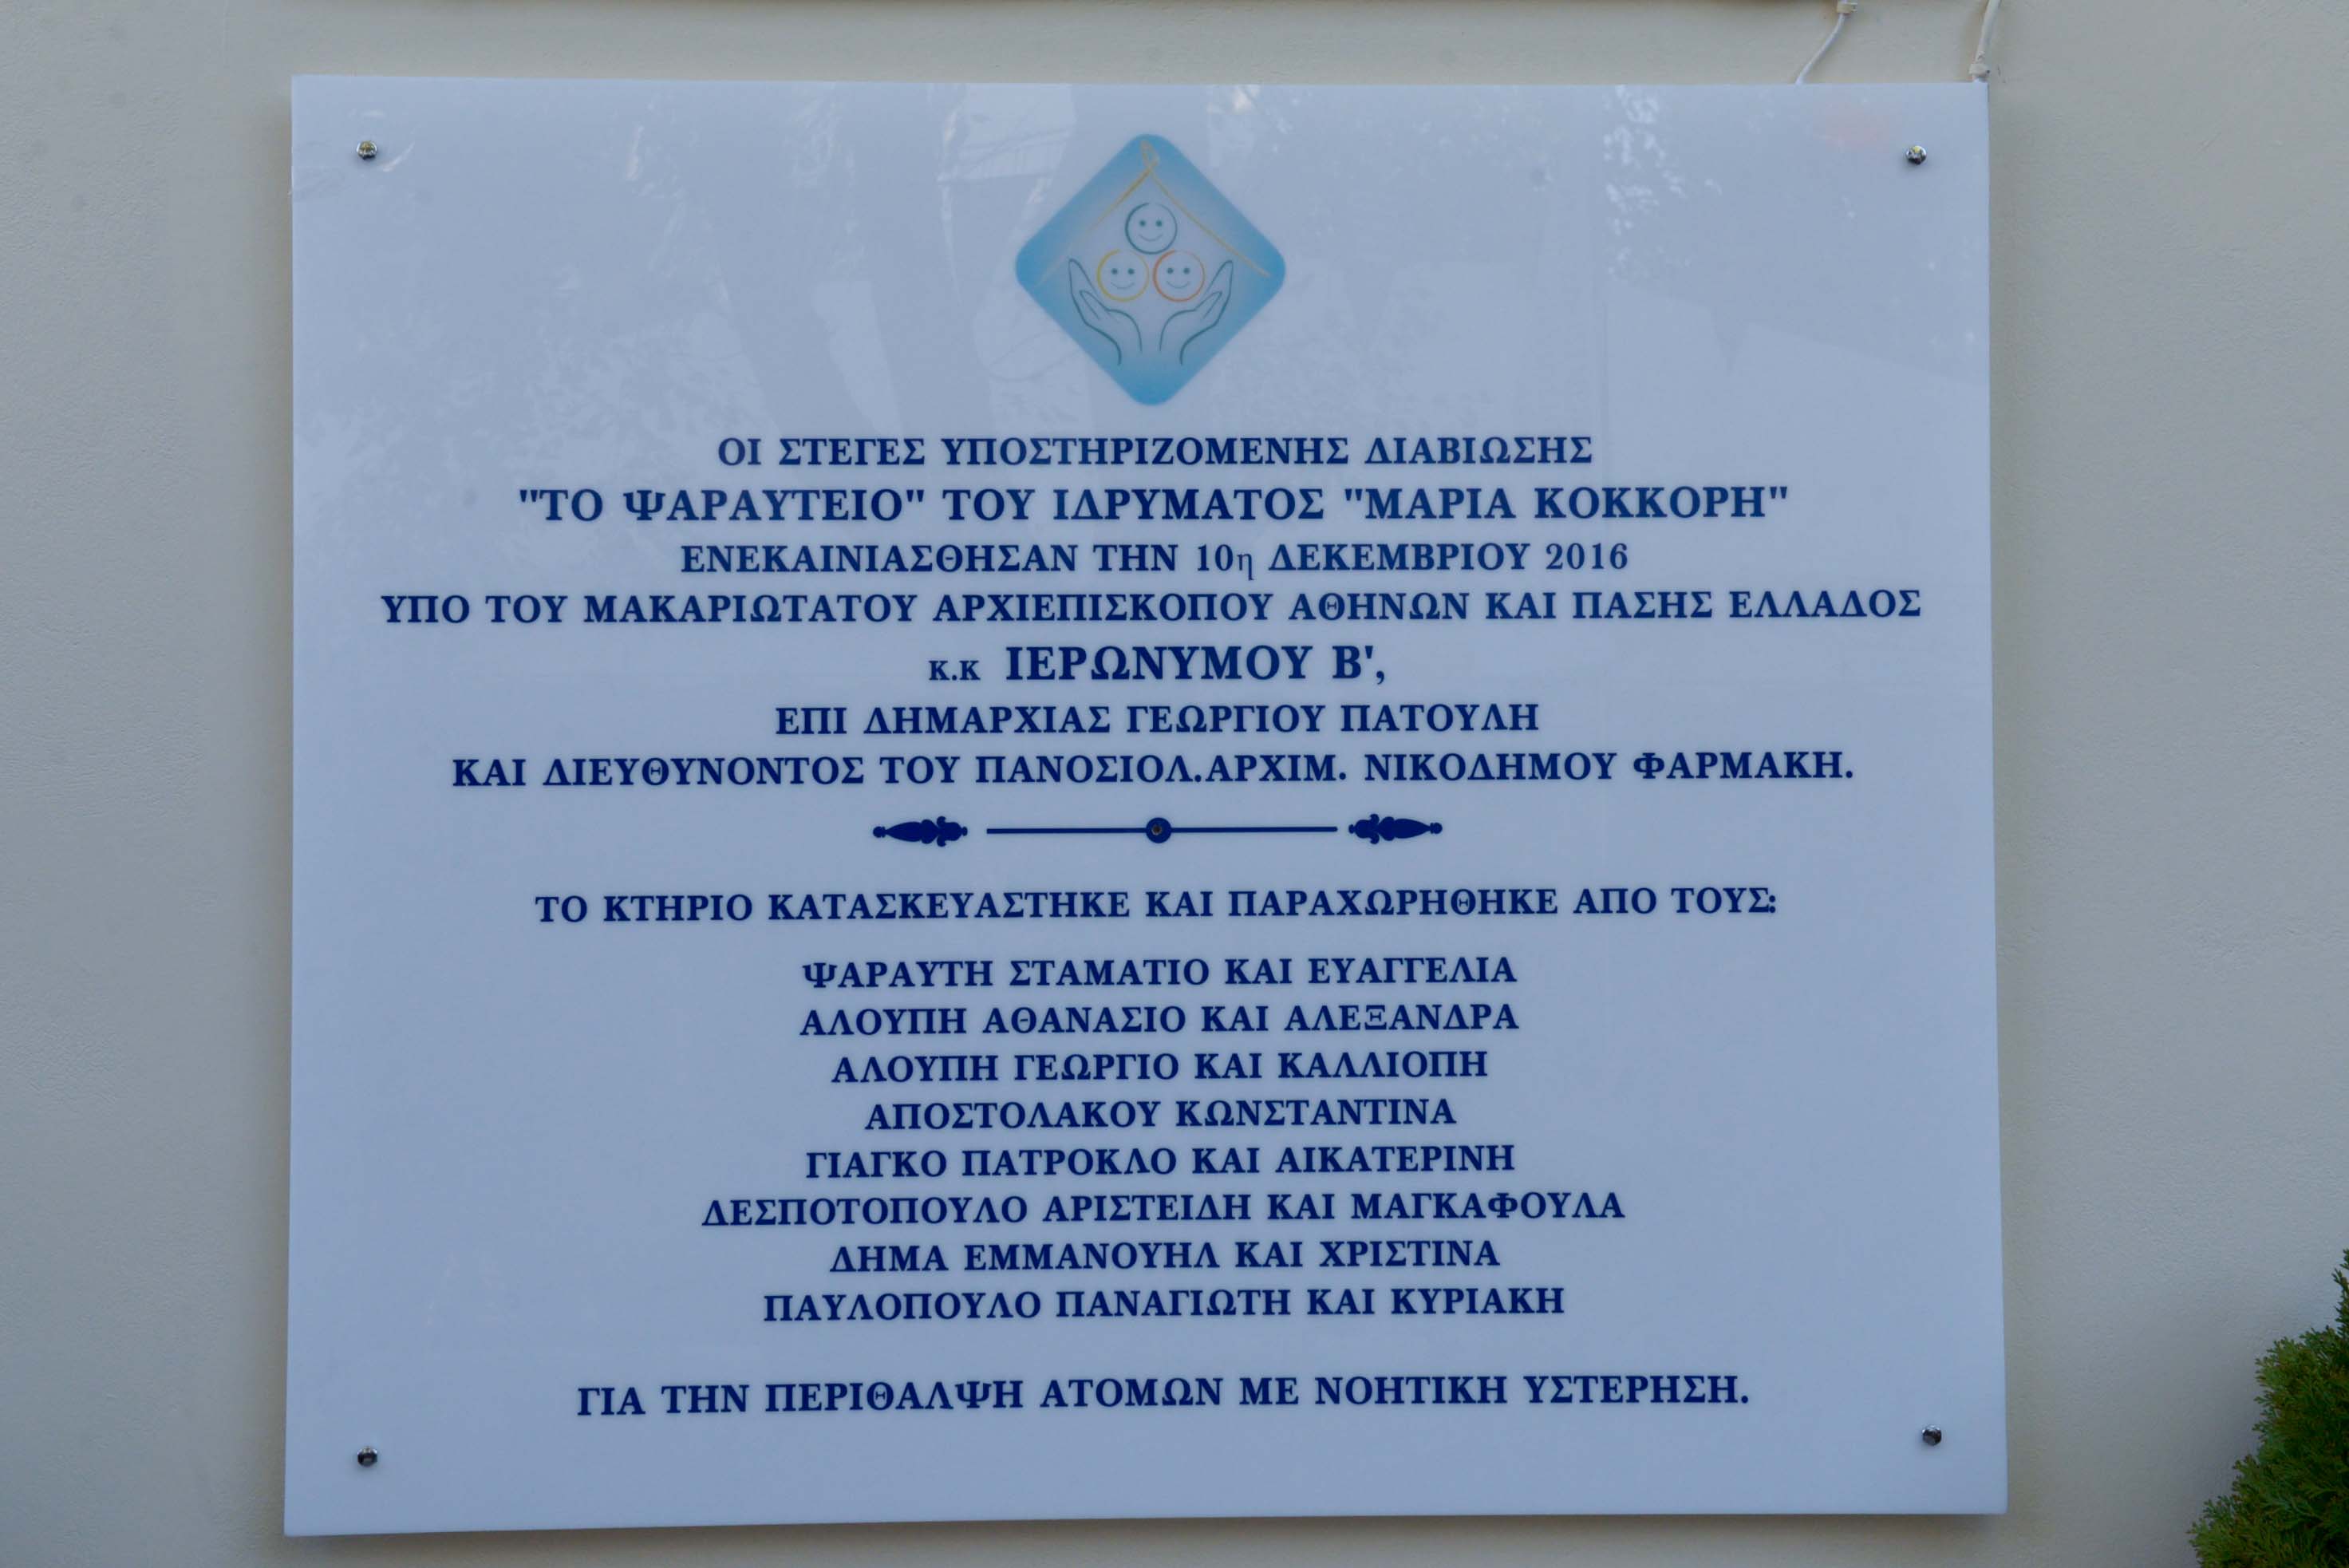 ΟΙ ΣΤΕΓΕΣ ΥΠΟΣΤΗΡΙΖΟΜΕΝΗΣ ΔΙΑΒΙΩΣΗΣ
"ΤΟ ΨΑΡΑΥΤΕΙΟ" ΤΟΥ ΙΔΡΥΜΑΤΟΣ "ΜΑΡΙΑ ΚΟΚΚΟΡΗ"
ΕΝΕΚΑΙΝΙΑΣΘΗΣΑΝ ΤΗΝ 10η ΔΕΚΕΜΒΡΙΟΥ 2016
ΥΠΟ ΤΟΥ ΜΑΚΑΡΙΩΤΑΤΟΥ ΑΡΧΙΕΠΙΣΚΟΠΟΥ ΑΘΗΝΩΝ ΚΑΙ ΠΑΣΗΣ ΕΛΛΑΔΟΣ
κ.κ ΙΕΡΩΝΥΜΟΥ Β',
ΕΠΙ ΔΗΜΑΡΧΙΑΣ ΓΕΩΡΓΙΟΥ ΠΑΤΟΥΛΗ
ΚΑΙ ΔΙΕΥΘΥΝΟΝΤΟΣ ΤΟΥ ΠΑΝΟΣΙΟΛ.ΑΡΧΙΜ. ΝΙΚΟΔΗΜΟΥ ΦΑΡΜΑΚΗ.
ΤΟ ΚΤΗΡΙΟ ΚΑΤΑΣΚΕΥΑΣΤΗΚΕ ΚΑΙ ΠΑΡΑΧΩΡΗΘΗΚΕ ΑΠΟ ΤΟΥΣ:
ΨΑΡΑΥΤΗ ΣΤΑΜΑΤΙΟ ΚΑΙ ΕΥΑΓΓΕΛΙΑ
ΑΛΟΥΠΗ ΑΘΑΝΑΣΙΟ ΚΑΙ ΑΛΕΞΑΝΔΡΑ
ΑΛΟΥΠΗ ΓΕΩΡΓΙΟ ΚΑΙ ΚΑΛΛΙΟΠΗ
ΑΠΟΣΤΟΛΑΚΟΥ ΚΩΝΣΤΑΝΤΙΝΑ
ΓΙΑΓΚΟ ΠΑΤΡΟΚΛΟ ΚΑΙ ΑΙΚΑΤΕΡΙΝΗ
ΔΕΣΠΟΤΟΠΟΥΛΟ ΑΡΙΣΤΕΙΔΗ ΚΑΙ ΜΑΓΚΑΦΟΥΛΑ
ΔΗΜΑ ΕΜΜΑΝΟΥΗΛ ΚΑΙ ΧΡΙΣΤΙΝΑ
ΠΑΥΛΟΠΟΥΛΟ ΠΑΝΑΓΙΩΤΗ ΚΑΙ ΚΥΡΙΑΚΗ
ΓΙΑ ΤΗΝ ΠΕΡΙΘΑΛΨΗ ΑΤΟΜΩΝ ΜΕ ΝΟΗΤΙΚΗ ΥΣΤΕΡΗΣΗ.